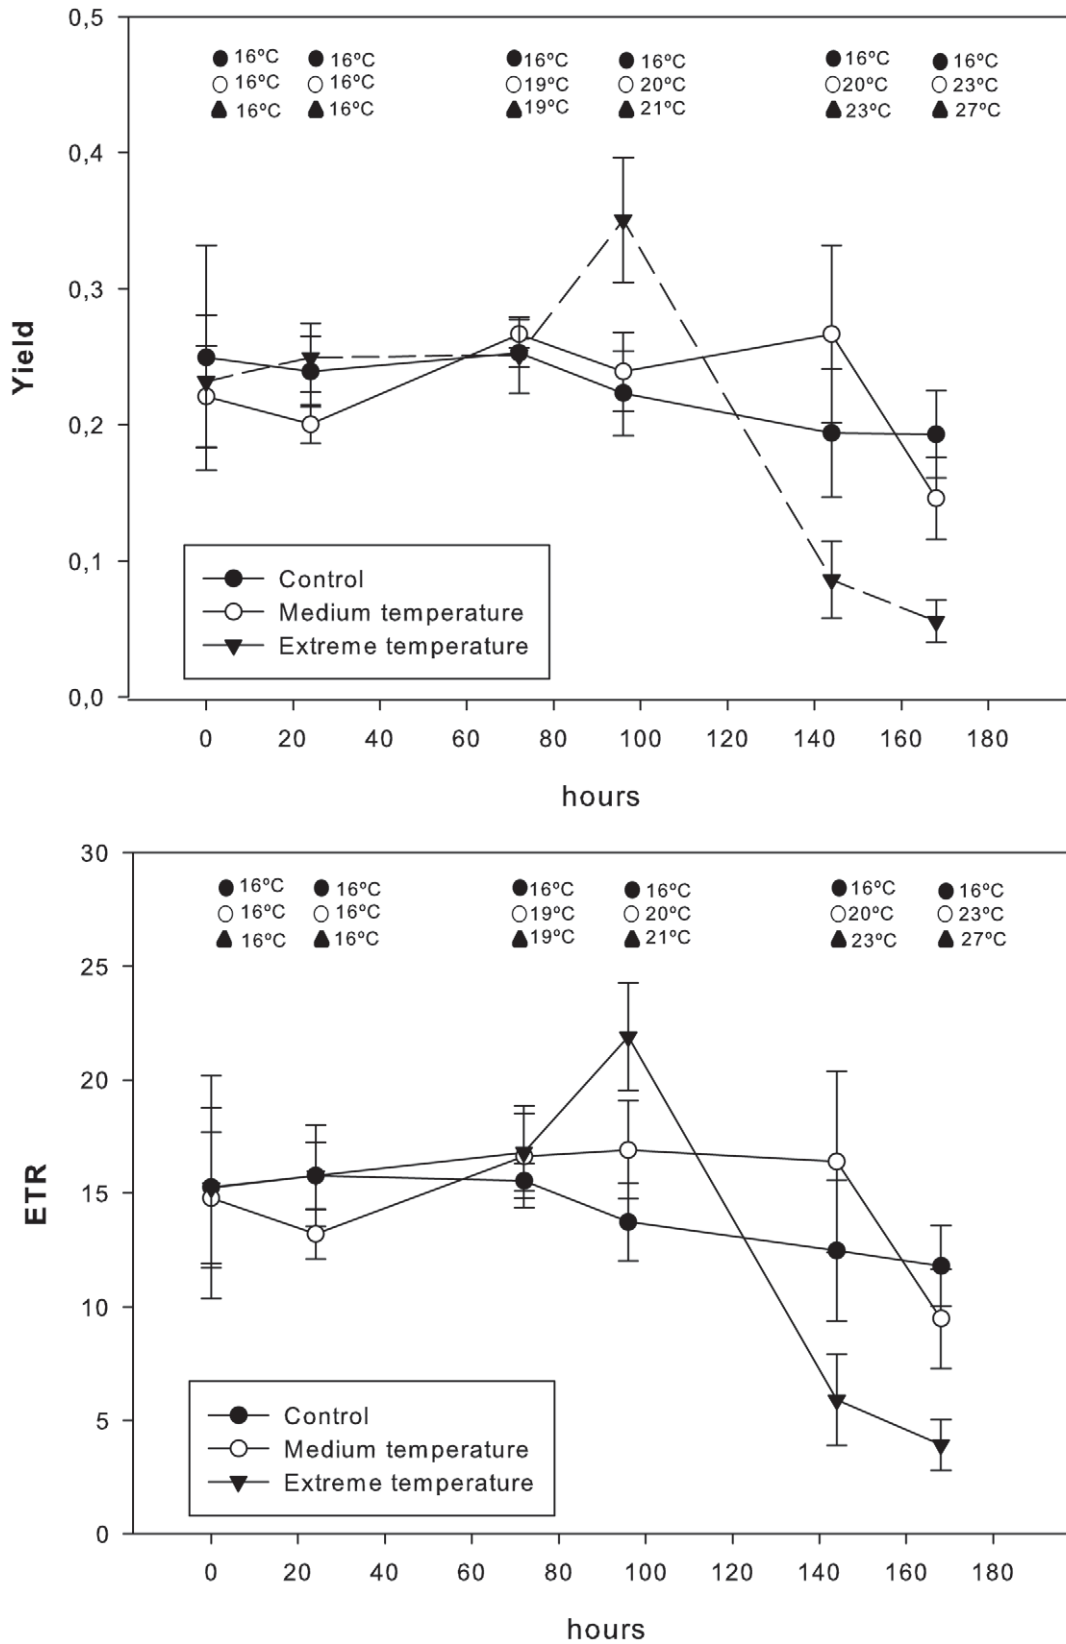 0,5
16ºC 16ºC 16ºC 16ºC 16ºC 16ºC
16ºC 16ºC 19ºC 20ºC 20ºC 23ºC
16ºC 16ºC 19ºC 21ºC 23ºC 27ºC
0,4
0,3
Yield
0,2
0,1
Control
Medium temperature
Extreme temperature
0,0
0 20 40 60 80 100 120 140 160 180
hours
30
16ºC 16ºC 16ºC 16ºC 16ºC 16ºC
16ºC 16ºC 19ºC 20ºC 20ºC 23ºC
16ºC 16ºC 19ºC 21ºC 23ºC 27ºC
25
20
15
ETR
10
5
Control
Medium temperature
Extreme temperature
0
0 20 40 60 80 100 120 140 160 180
hours